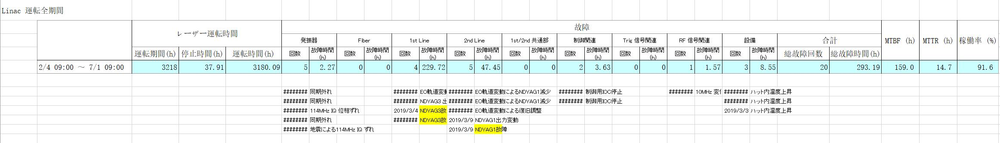 Linac 運転全期間
レーザー運転時間 故障 MTBF (h) MTTR (h) 稼働率 (%)
発振器 Fiber 1st Line 2nd Line 1st/2nd 共通部 制御関連 Trig 信号関連 RF 信号関連 設備 合計
運転期間(h) 停止時間(h) 運転時間(h) 回数 故障時間(h) 回数 故障時間(h) 回数 故障時間(h) 回数 故障時間(h) 回数 故障時間(h) 回数 故障時間(h) 回数 故障時間(h) 回数 故障時間(h) 回数 故障時間(h) 総故障回数 総故障時間(h)
2/4 09:00 ～ 7/1 09:00 3218 37.91 3180.09 5 2.27 0 0 4 229.72 5 47.45 0 0 2 3.63 0 0 1 1.57 3 8.55 20 293.19 159.0 14.7 91.6
######## 同期外れ ######## EO軌道変動 ######## EO軌道変動によるNDYAG1減少 ######## 制御用IOC停止 ######## 10MHz 変 ######## ハット内温度上昇
######## 同期外れ ######## NDYAG3 出 ######## EO軌道変動によるNDYAG1減少 ######## 制御用IOC停止 ######## ハット内温度上昇
######## 114MHz IQ 位相ずれ 2019/3/4 NDYAG3故 ######## EO軌道変動による復旧調整 2019/3/3 ハット内温度上昇
######## 同期外れ ######## NDYAG3故 2019/3/9 NDYAG1出力変動
######## 地震による114MHz IQ ずれ 2019/3/9 NDYAG1故障